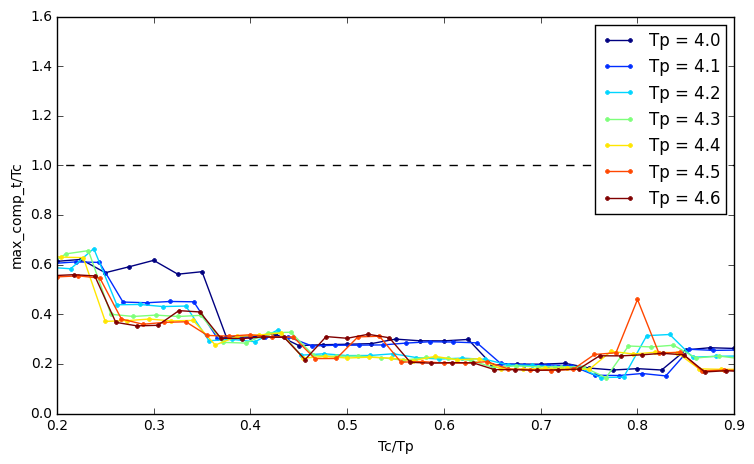 1.6
1.4
1.2
1.0
0.8
0.6
0.4
0.2
0.0
max_comp_t/Tc
0.2 0.3 0.4 0.5 0.6 0.7 0.8 0.9
Tc/Tp
Tp = 4.0
Tp = 4.1
Tp = 4.2
Tp = 4.3
Tp = 4.4
Tp = 4.5
Tp = 4.6